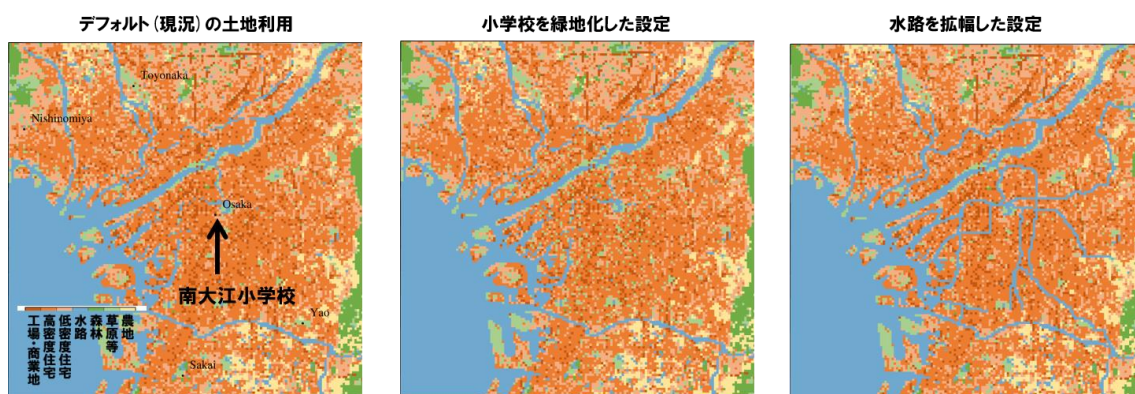 デフォルト(現況)の土地利用
小学校を緑地化した設定
水路を拡幅した設定
Toyonaka
Nishinomiya
Osaka
南大江小学校
Yao
Sakai
工場・商業地
高密度住宅
低密度住宅
水路
森林
草原等
農地